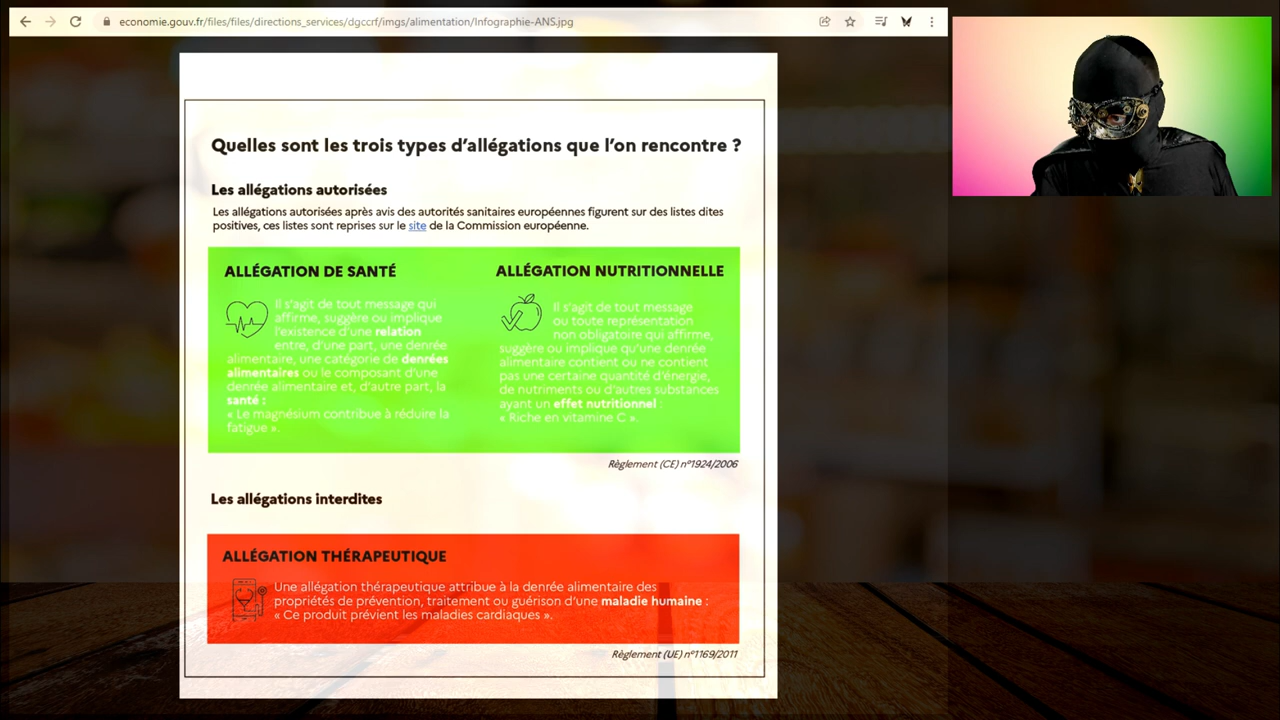 economie.gouv.fr/files/files/directions_services/dgccrf/imgs/alimentation/Infographie-ANS.jpg
Quelles sont les trois types d'allégations que l'on rencontre ?
Les allégations autorisées
Les allégations autorisées après avis des autorités sanitaires européennes figurent sur des listes dites
positives, ces listes sont reprises sur le site de la Commission européenne.
ALLÉGATION DE SANTÉ
Il s'agit de tout message qui
affirme, suggère ou implique
l'existence d'une relation
entre, d'une part, une denrée
alimentaire, une catégorie de denrées
alimentaires ou le composant d'une
denrée alimentaire et, d'autre part, la
santé :
« Le magnésium contribue à réduire la
fatigue ».
ALLÉGATION NUTRITIONNELLE
Il s'agit de tout message
ou toute représentation
non obligatoire qui affirme,
suggère ou implique qu'une denrée
alimentaire contient ou ne contient
pas une certaine quantité d'énergie,
de nutriments ou d'autres substances
ayant un effet nutritionnel :
« Riche en vitamine C ».
Règlement (CE) n°1924/2006
Les allégations interdites
ALLÉGATION THÉRAPEUTIQUE
Une allégation thérapeutique attribue à la denrée alimentaire des
propriétés de prévention, traitement ou guérison d'une maladie humaine :
« Ce produit prévient les maladies cardiaques ».
Règlement (UE) n°1169/2011